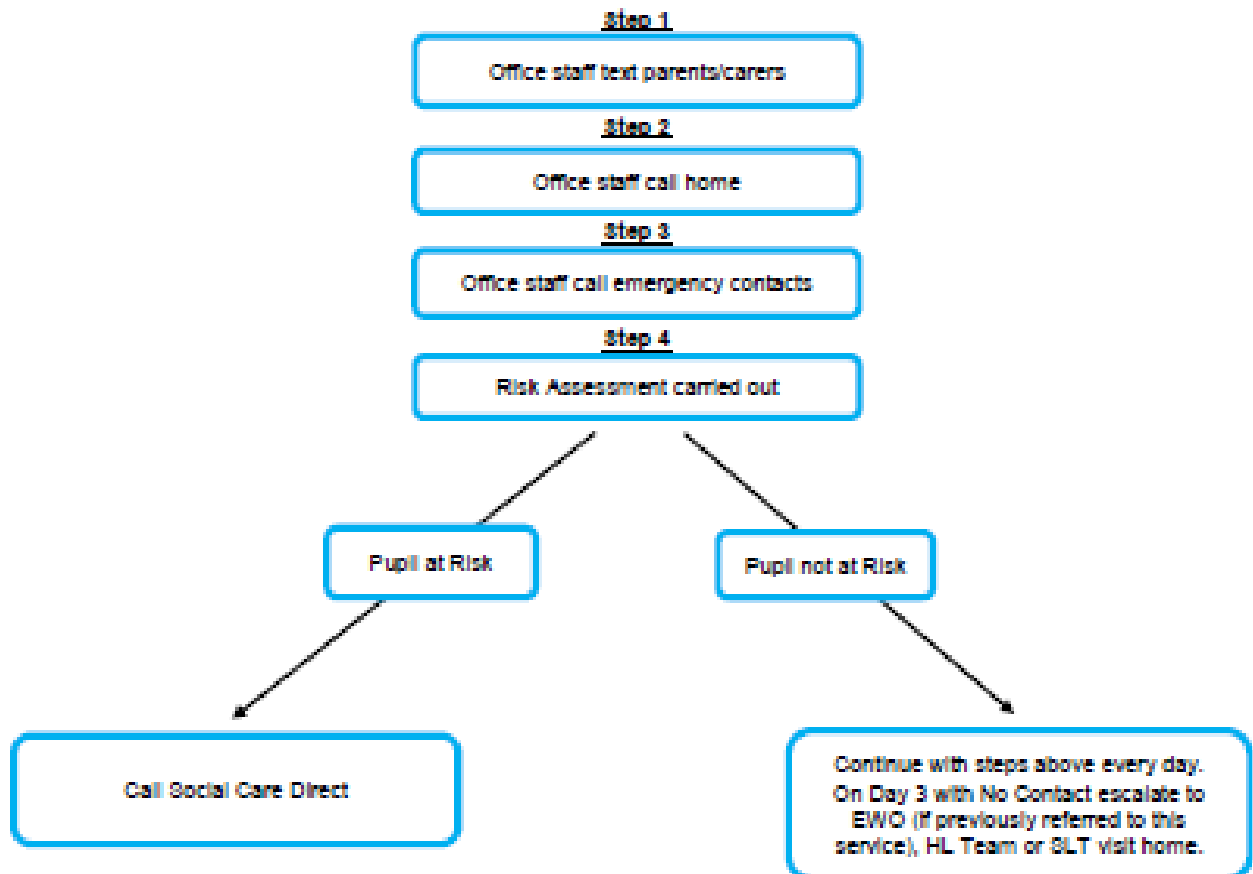 Step 1
Office staff text parents/carers
Step 2
Office staff call home
Step 3
Office staff call emergency contacts
Step 4
Risk Assessment carried out
Pupil at Risk
Pupil not at Risk
Call Social Care Direct
Continue with steps above every day.
On Day 3 with No Contact escalate to
EWO (if previously referred to this
service), HL Team or SLT visit home.